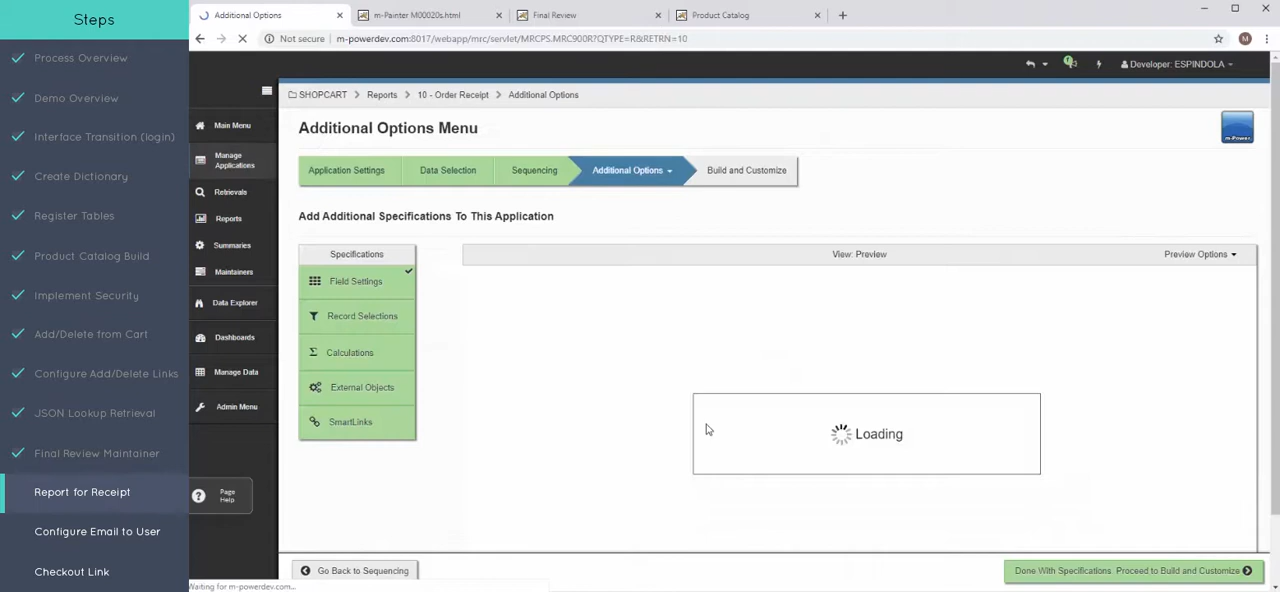 Steps
Process Overview
Demo Overview
Interface Transition (login)
Create Dictionary
Register Tables
Product Catalog Build
Implement Security
Add/Delete from Cart
Configure Add/Delete Links
JSON Lookup Retrieval
Final Review Maintainer
Report for Receipt
Configure Email to User
Checkout Link
Additional Options
m-Painter M00020s.html
Final Review
Product Catalog
Not secure
m-powerdev.com:8017/webapp/mrc/servlet/MRCPS.MRC900R?QTYPE=R&RETRN=10
M
Developer: ESPINDOLA
Main Menu
Manage
Applications
Retrievals
Reports
Summaries
Maintainers
Data Explorer
Dashboards
Manage Data
Admin Menu
Page
Help
SHOPCART > Reports > 10 - Order Receipt > Additional Options
Additional Options Menu
m-Power
Application Settings
Data Selection
Sequencing
Additional Options
Build and Customize
Add Additional Specifications To This Application
Specifications
Field Settings
Record Selections
Calculations
External Objects
SmartLinks
View: Preview
Preview Options
Loading
Go Back to Sequencing
Done With Specifications. Proceed to Build and Customize
Waiting for m-powerdev.com...